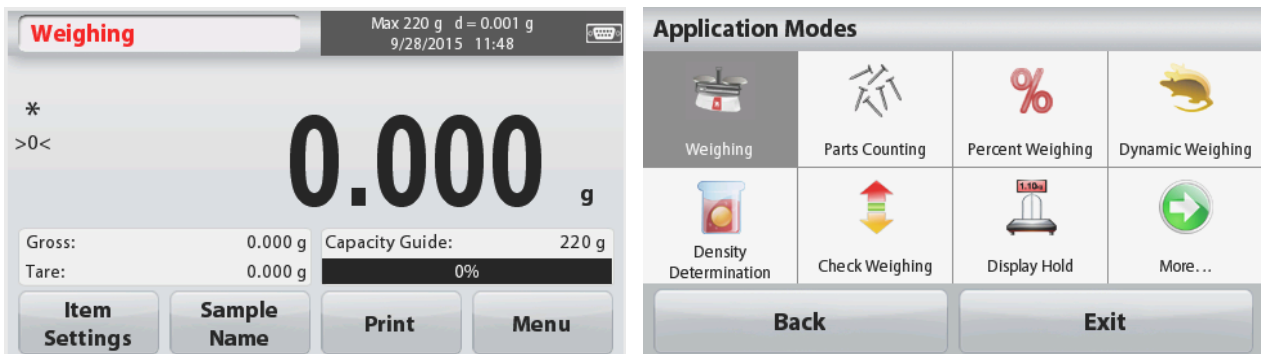 Weighing
Max 220 g d = 0.001 g
9/28/2015 11:48
*
>0<
0.000 g
Gross: 0.000 g
Tare: 0.000 g
Capacity Guide: 220 g
0%
Item
Settings
Sample
Name
Print
Menu
Application Modes
Weighing
Parts Counting
Percent Weighing
Dynamic Weighing
%
1.10kg
Density
Determination
Check Weighing
Display Hold
More...
Back
Exit